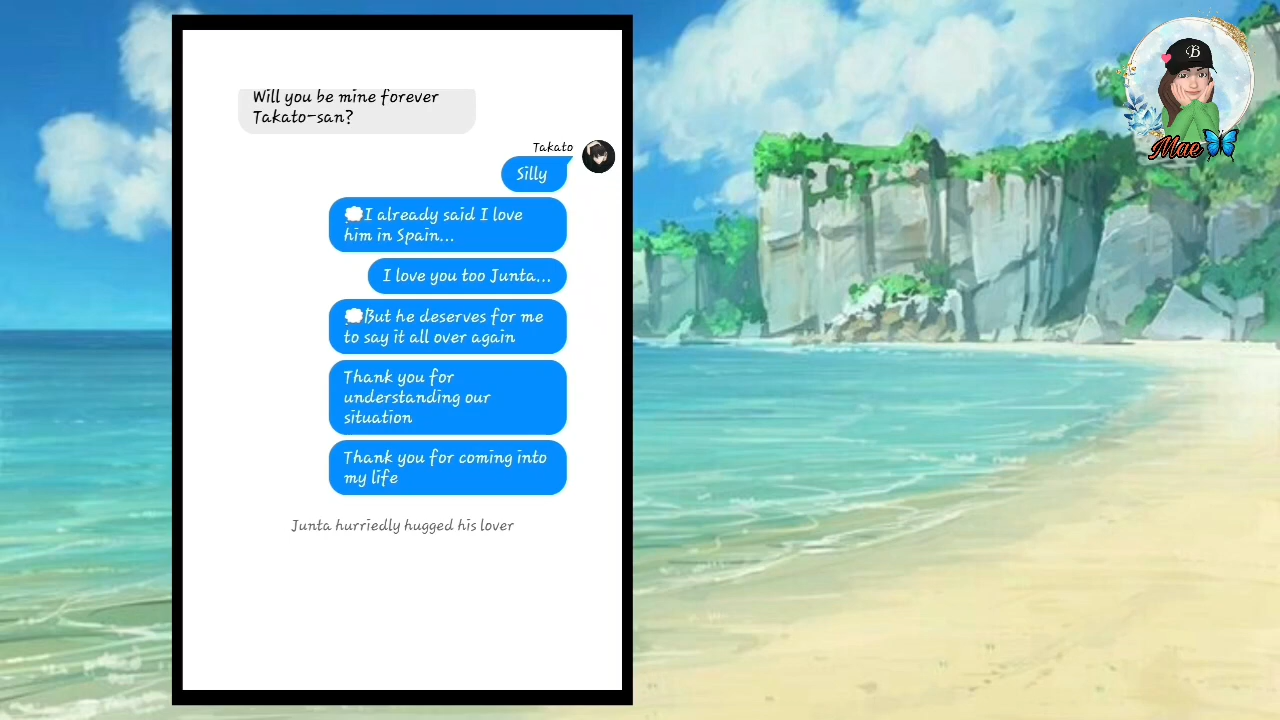 Will you be mine forever
Takato-san?
Takato
Silly
💭I already said I love
him in Spain...
I love you too Junta...
💭But he deserves for me
to say it all over again
Thank you for
understanding our
situation
Thank you for coming into
my life
Junta hurriedly hugged his lover
B
Mae🦋